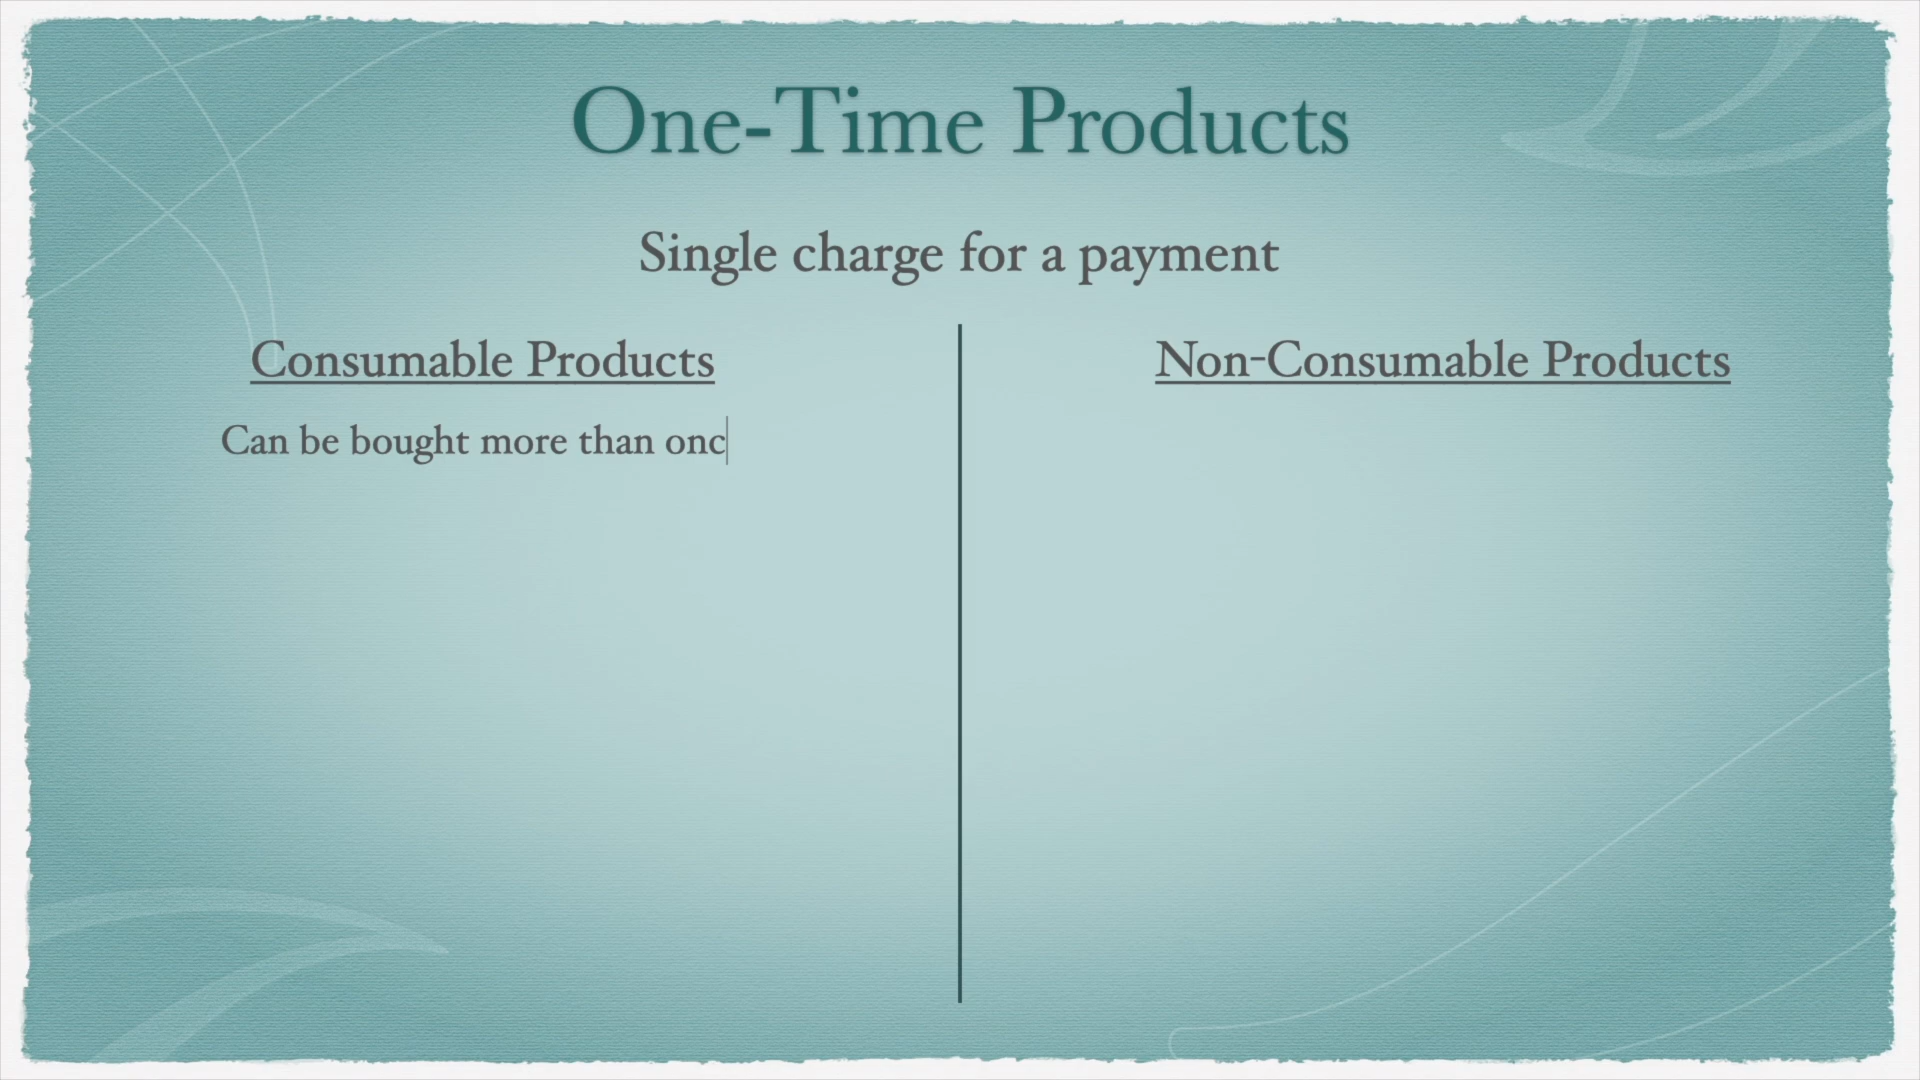 One-Time Products
Single charge for a payment
Consumable Products
Can be bought more than onc
Non-Consumable Products